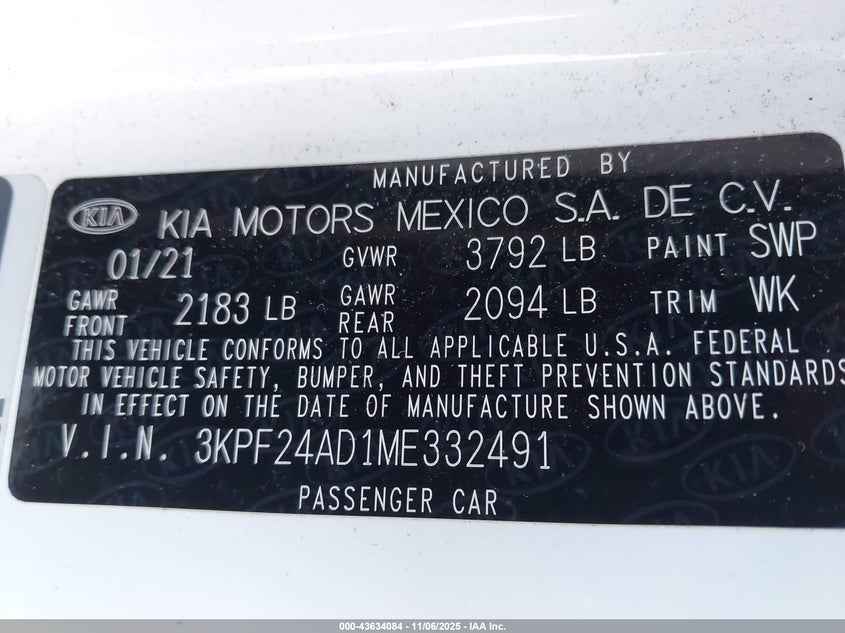 MANUFACTURED BY
KIA KIA MOTORS MEXICO S.A. DE C.V.
01/21 GVWR 3792 LB PAINT SWP
GAWR FRONT 2183 LB GAWR REAR 2094 LB TRIM WK
THIS VEHICLE CONFORMS TO ALL APPLICABLE U.S.A. FEDERAL
MOTOR VEHICLE SAFETY, BUMPER, AND THEFT PREVENTION STANDARDS
IN EFFECT ON THE DATE OF MANUFACTURE SHOWN ABOVE.
V.I.N. 3KPF24AD1ME332491
PASSENGER CAR
000-43634084 - 11/06/2025 - IAA Inc.